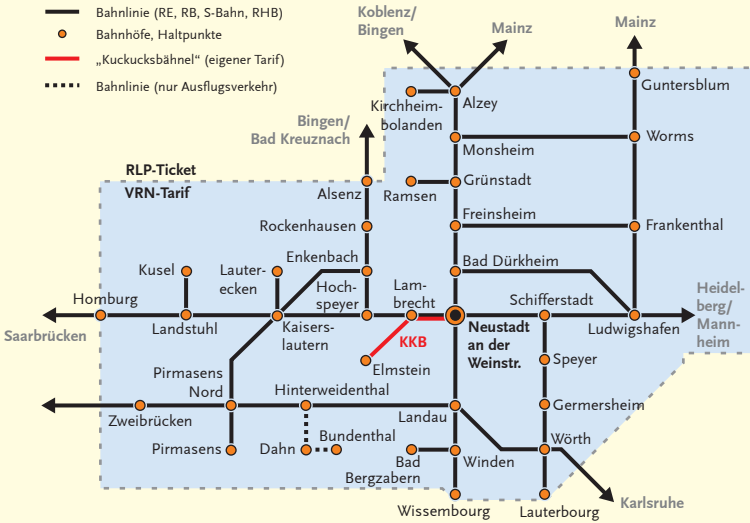 Bahnlinie (RE, RB, S-Bahn, RHB)
Bahnhöfe, Haltpunkte
„Kuckucksbähnel“ (eigener Tarif)
Bahnlinie (nur Ausflugsverkehr)
Koblenz/
Bingen
Mainz
Mainz
Guntersblum
Kirchheim-
bolanden
Alzey
Bingen/
Bad Kreuznach
Monsheim
Worms
RLP-Ticket
VRN-Tarif
Alsenz
Ramsen
Grünstadt
Rockenhausen
Freinsheim
Frankenthal
Enkenbach
Kusel
Lauter-
ecken
Hoch-
speyer
Lam-
brecht
Bad Dürkheim
Homburg
Schifferstadt
Heidel-
berg/
Mann-
heim
Saarbrücken
Landstuhl
Kaisers-
lautern
KKB
Neustadt
an der
Weinstr.
Ludwigshafen
Elmstein
Speyer
Pirmasens
Nord
Hinterweidenthal
Zweibrücken
Landau
Germersheim
Pirmasens
Dahn
Bundenthal
Bad
Bergzabern
Winden
Wörth
Wissembourg
Lauterbourg
Karlsruhe